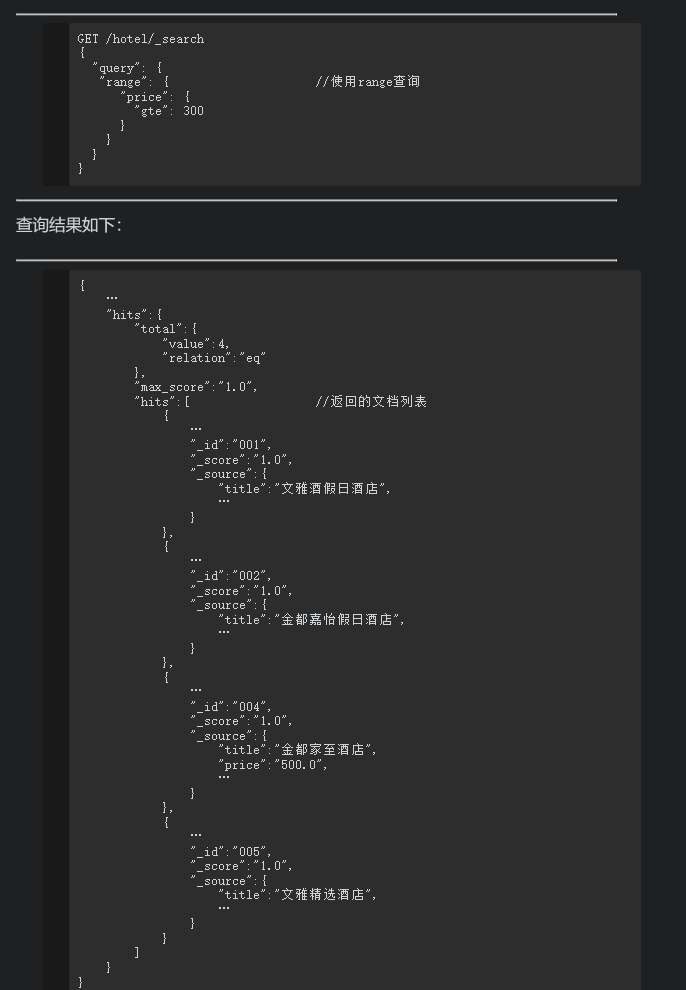 GET /hotel/_search
{
  "query": {
   "range": {                     //使用range查询
      "price": {
        "gte": 300
      }
    }
  }
}
查询结果如下：
{
    …
    "hits":{
        "total":{
            "value":4,
            "relation":"eq"
        },
        "max_score":"1.0",
        "hits":[                  //返回的文档列表
            {
                …
                "_id":"001",
                "_score":"1.0",
                "_source":{
                    "title":"文雅酒假日酒店",
                    …
                }
            },
            {
                …
                "_id":"002",
                "_score":"1.0",
                "_source":{
                    "title":"金都嘉怡假日酒店",
                    …
                }
            },
            {
                …
                "_id":"004",
                "_score":"1.0",
                "_source":{
                    "title":"金都家至酒店",
                    "price":"500.0",
                    …
                }
            },
            {
                …
                "_id":"005",
                "_score":"1.0",
                "_source":{
                    "title":"文雅精选酒店",
                    …
                }
            }
        ]
    }
}